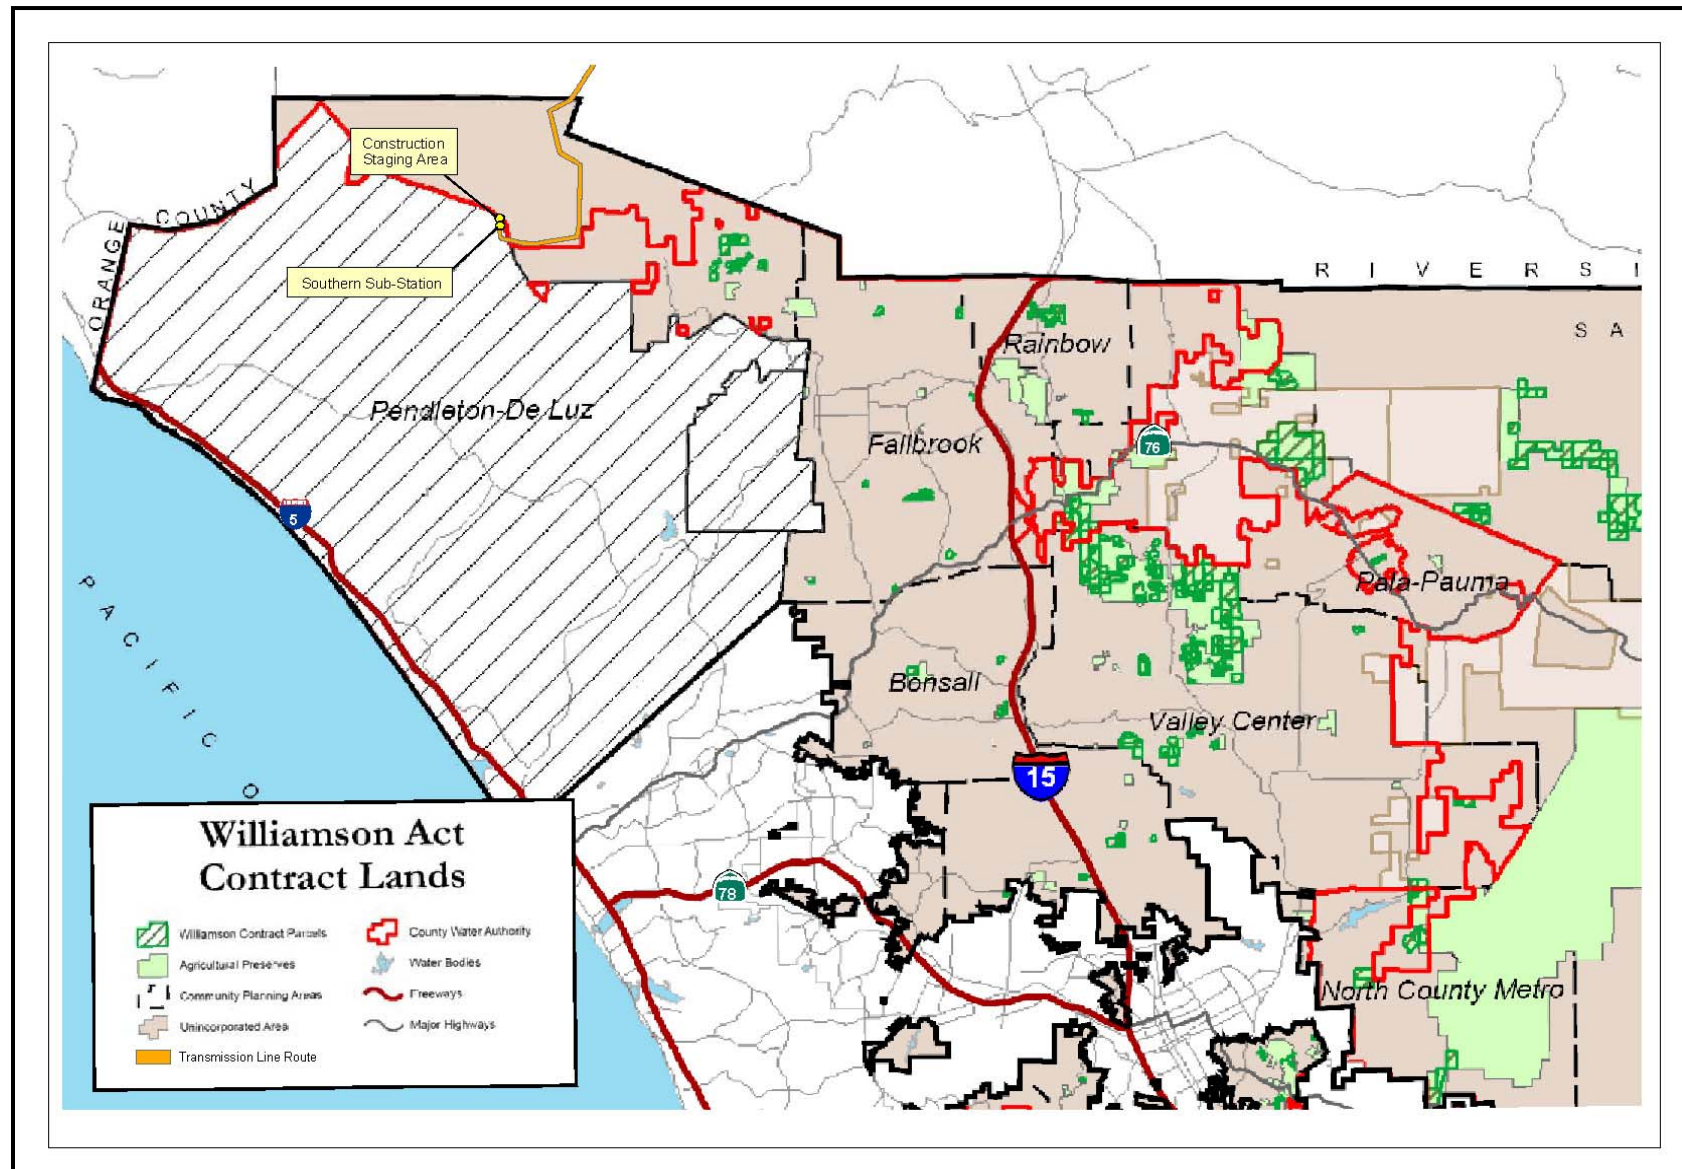 Construction
Staging Area
ORANGE COUNTY
Southern Sub-Station
R I V E R S I
S A
Rainbow
Pendleton-De Luz
Fallbrook
76
5
Pala-Pauma
PACIFIC O
Bonsall
Valley Center
15
78
North County Metro
Williamson Act
Contract Lands
Williamson Contract Parcels
County Water Authority
Agricultural Preserves
Water Bodies
Community Planning Areas
Freeways
Unincorporated Area
Major Highways
Transmission Line Route